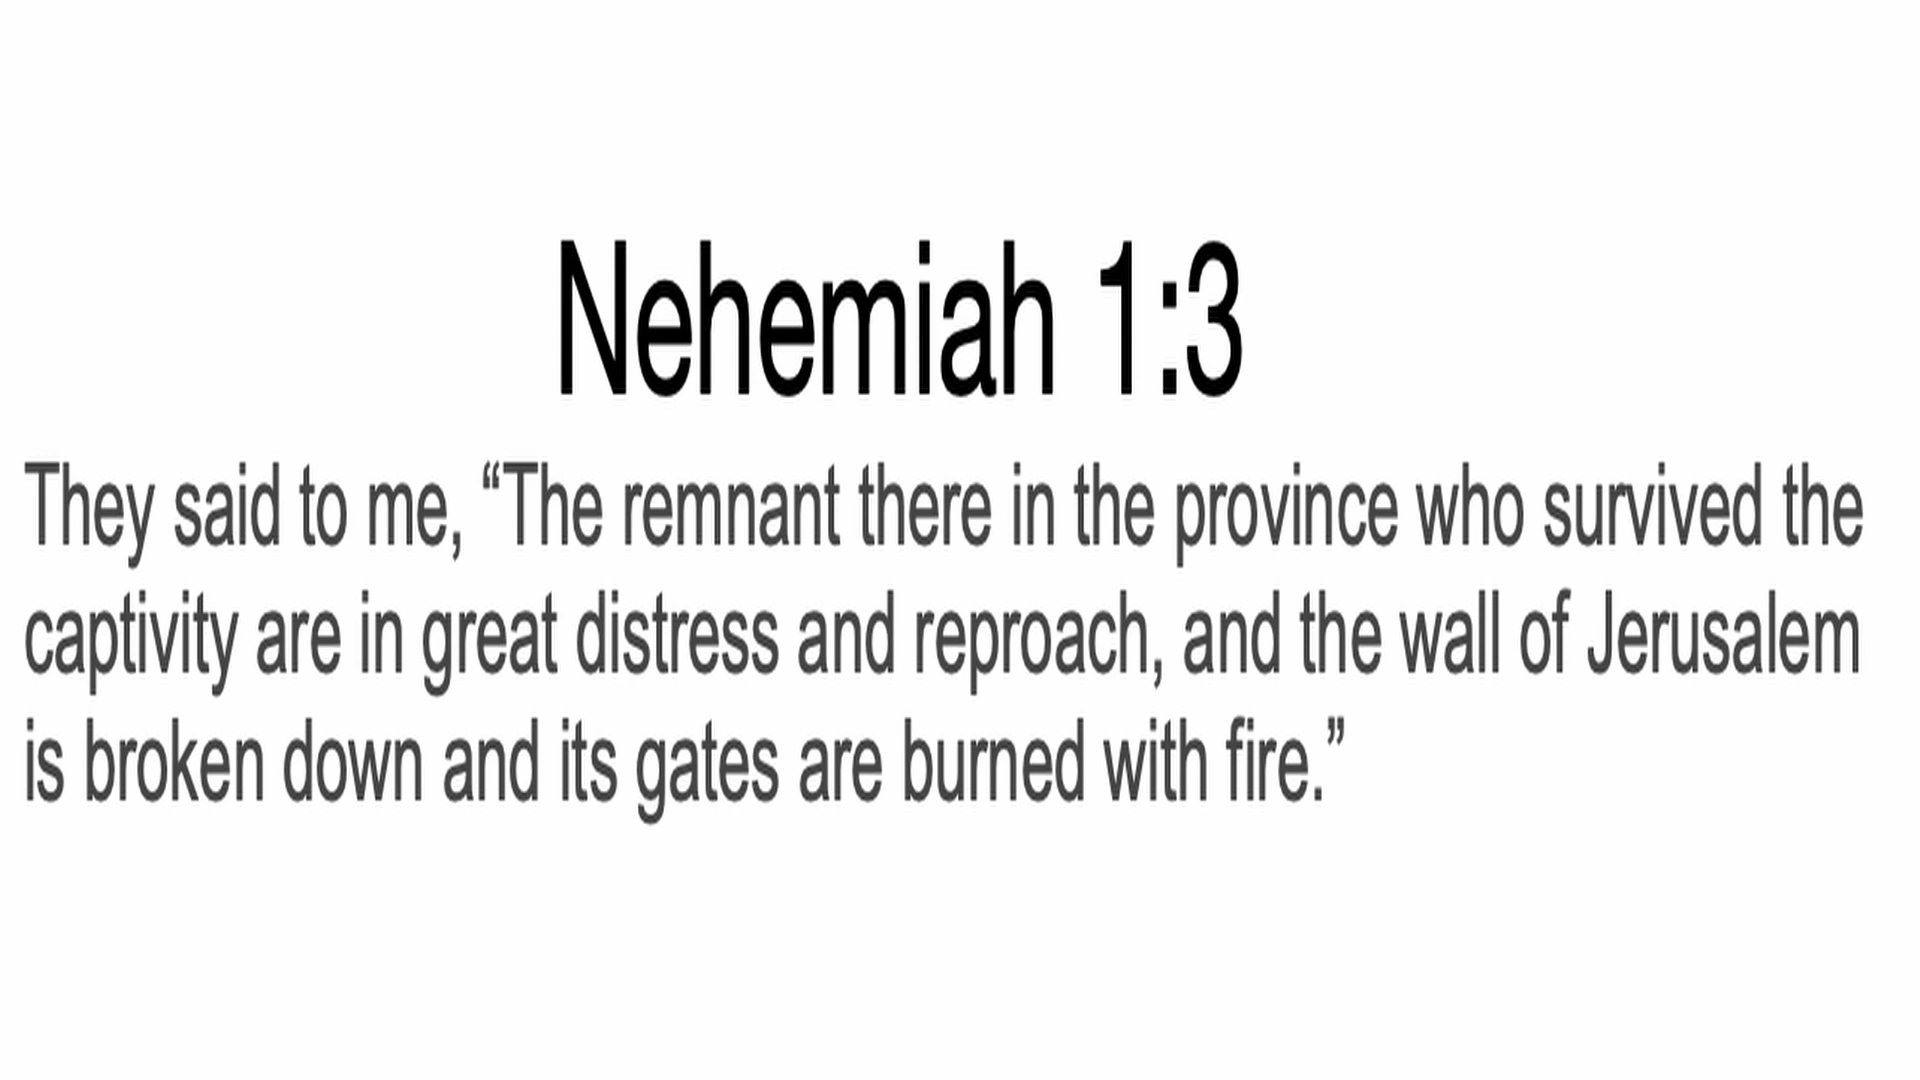 Nehemiah 1:3
They said to me, “The remnant there in the province who survived the
captivity are in great distress and reproach, and the wall of Jerusalem
is broken down and its gates are burned with fire.”